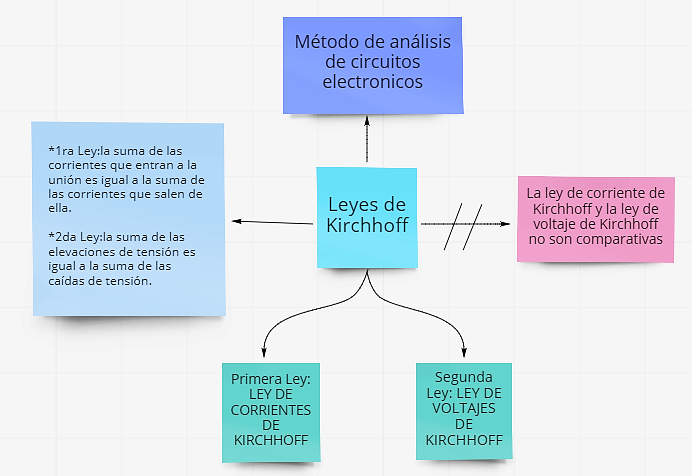 Método de análisis
de circuitos
electronicos
*1ra Ley:la suma de las
corrientes que entran a la
unión es igual a la suma de
las corrientes que salen de
ella.
*2da Ley:la suma de las
elevaciones de tensión es
igual a la suma de las
caídas de tensión.
Leyes de
Kirchhoff
La ley de corriente de
Kirchhoff y la ley de
voltaje de Kirchhoff
no son comparativas
Primera Ley:
LEY DE
CORRIENTES
DE
KIRCHHOFF
Segunda
Ley: LEY DE
VOLTAJES
DE
KIRCHHOFF